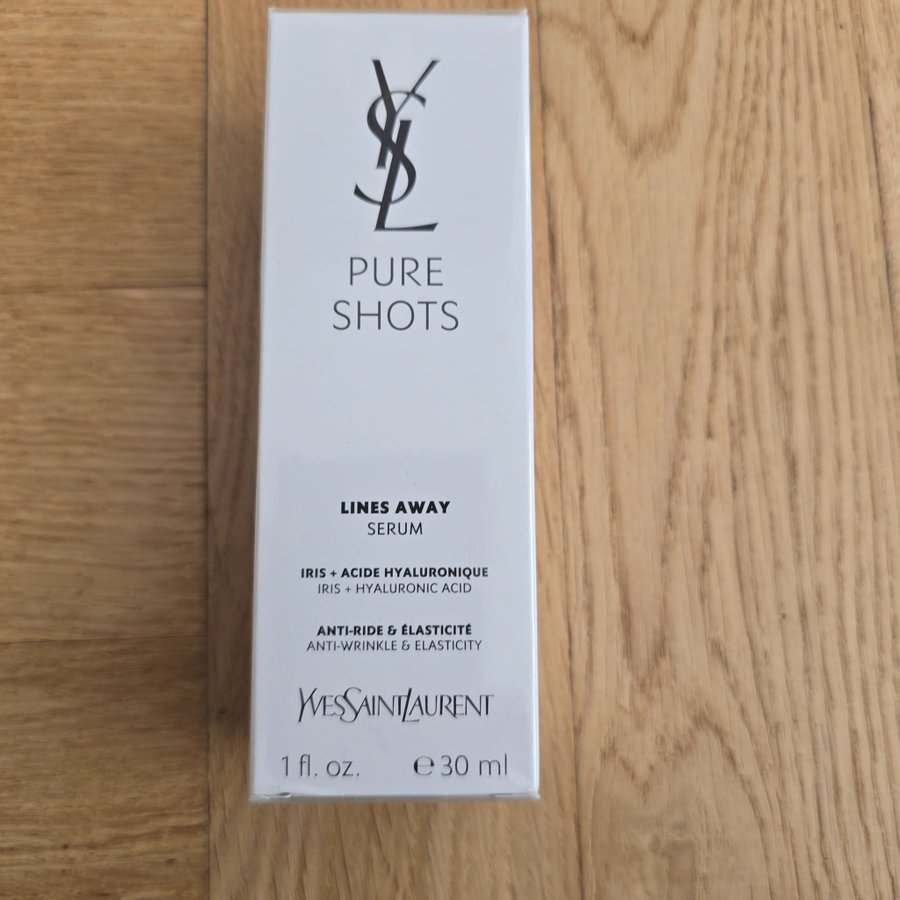 YSL
PURE
SHOTS
LINES AWAY
SERUM
IRIS + ACIDE HYALURONIQUE
IRIS + HYALURONIC ACID
ANTI-RIDE & ÉLASTICITÉ
ANTI-WRINKLE & ELASTICITY
YVESSAINTLAURENT
1 fl. oz. ℮30 ml